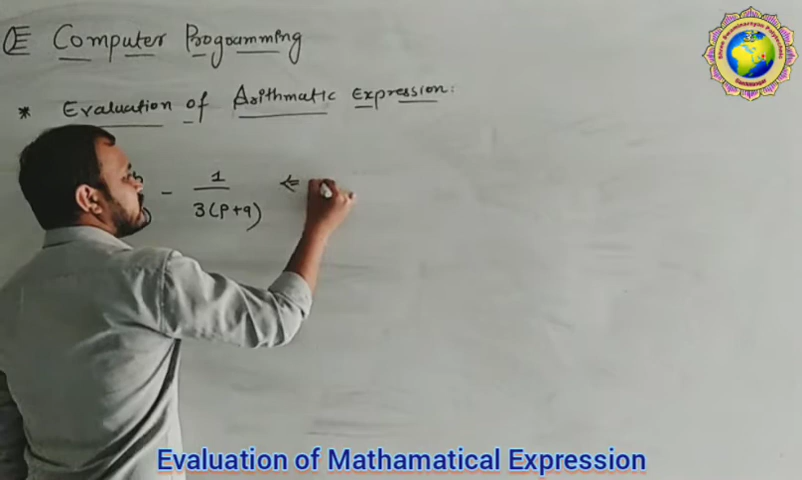 Computer Programming
* Evaluation of Arithmatic Expression:
- 1 / 3(P+q) ⇐
Evaluation of Mathamatical Expression